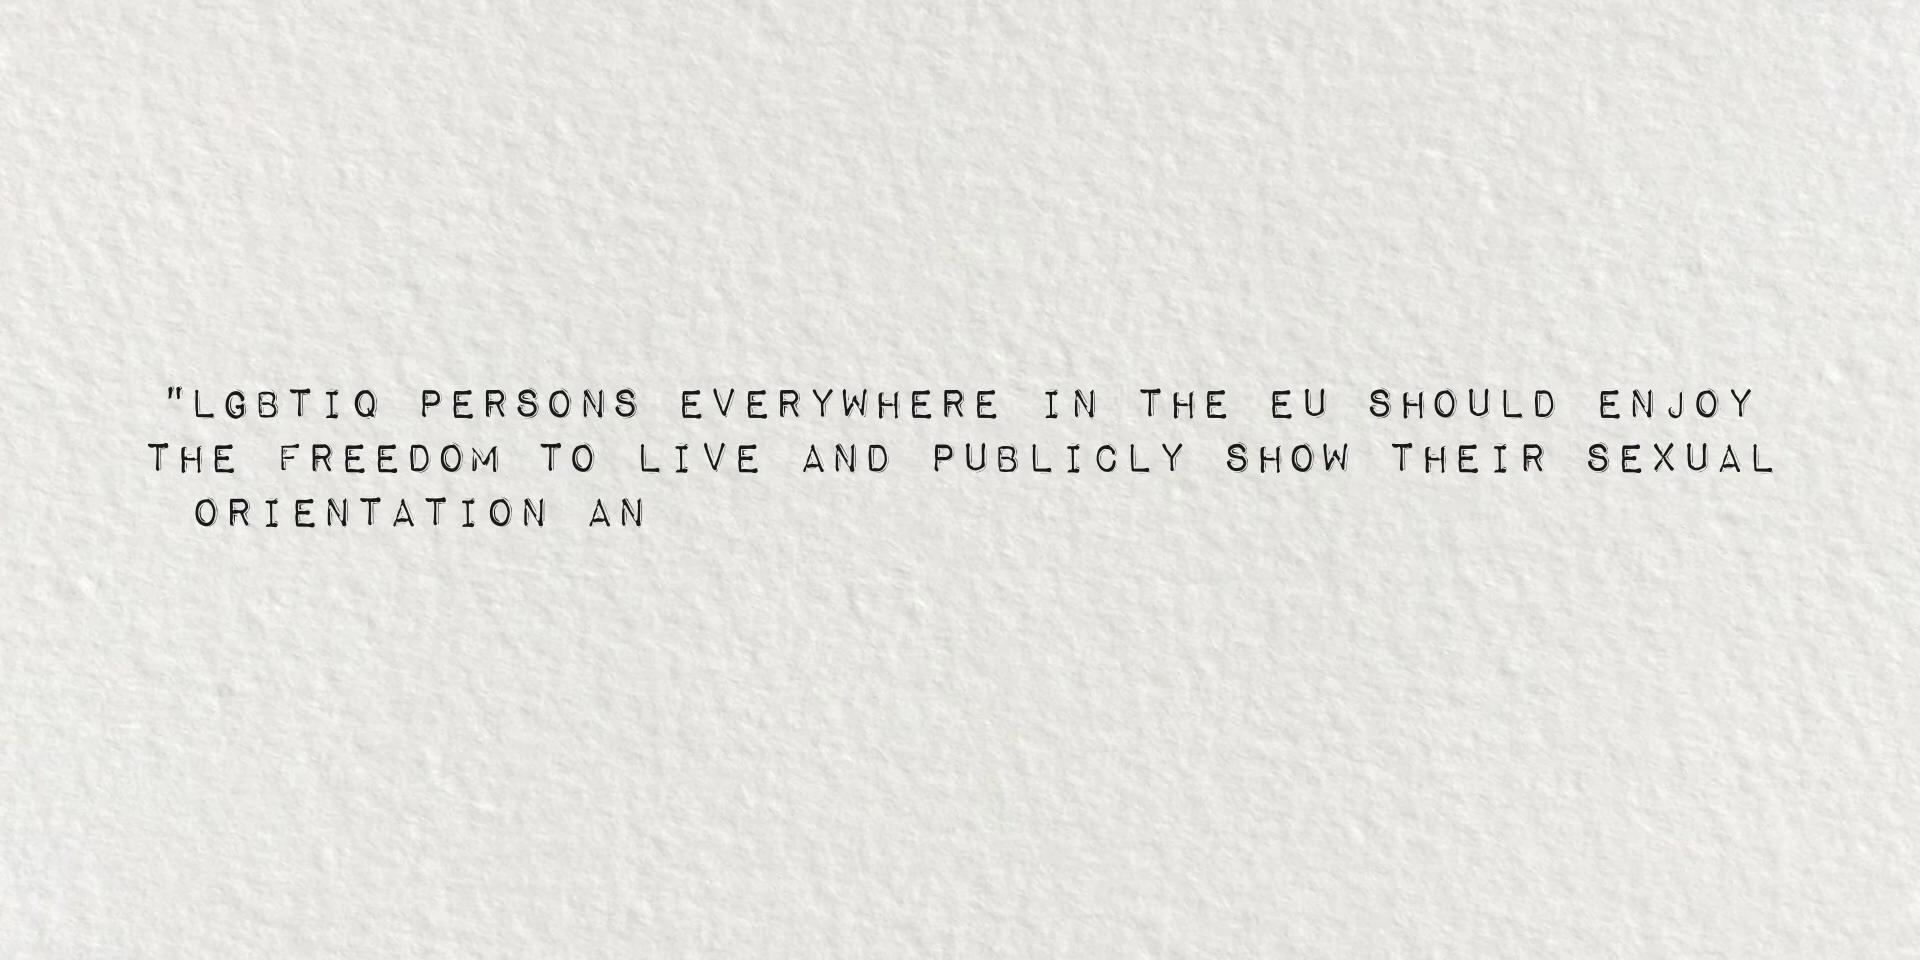 "LGBTIQ PERSONS EVERYWHERE IN THE EU SHOULD ENJOY
THE FREEDOM TO LIVE AND PUBLICLY SHOW THEIR SEXUAL
ORIENTATION AN